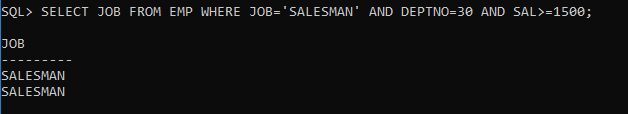 SQL> SELECT JOB FROM EMP WHERE JOB='SALESMAN' AND DEPTNO=30 AND SAL>=1500;
JOB
---------
SALESMAN
SALESMAN